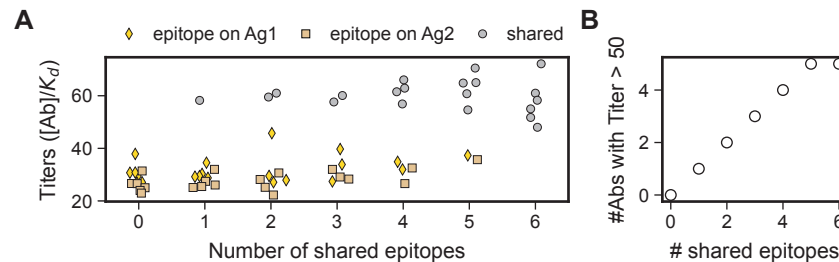 A
epitope on Ag1 epitope on Ag2 shared
Titers ([Ab]/Kd)
60
40
20
0 1 2 3 4 5 6
Number of shared epitopes
B
#Abs with Titer > 50
4
2
0
0 2 4 6
# shared epitopes